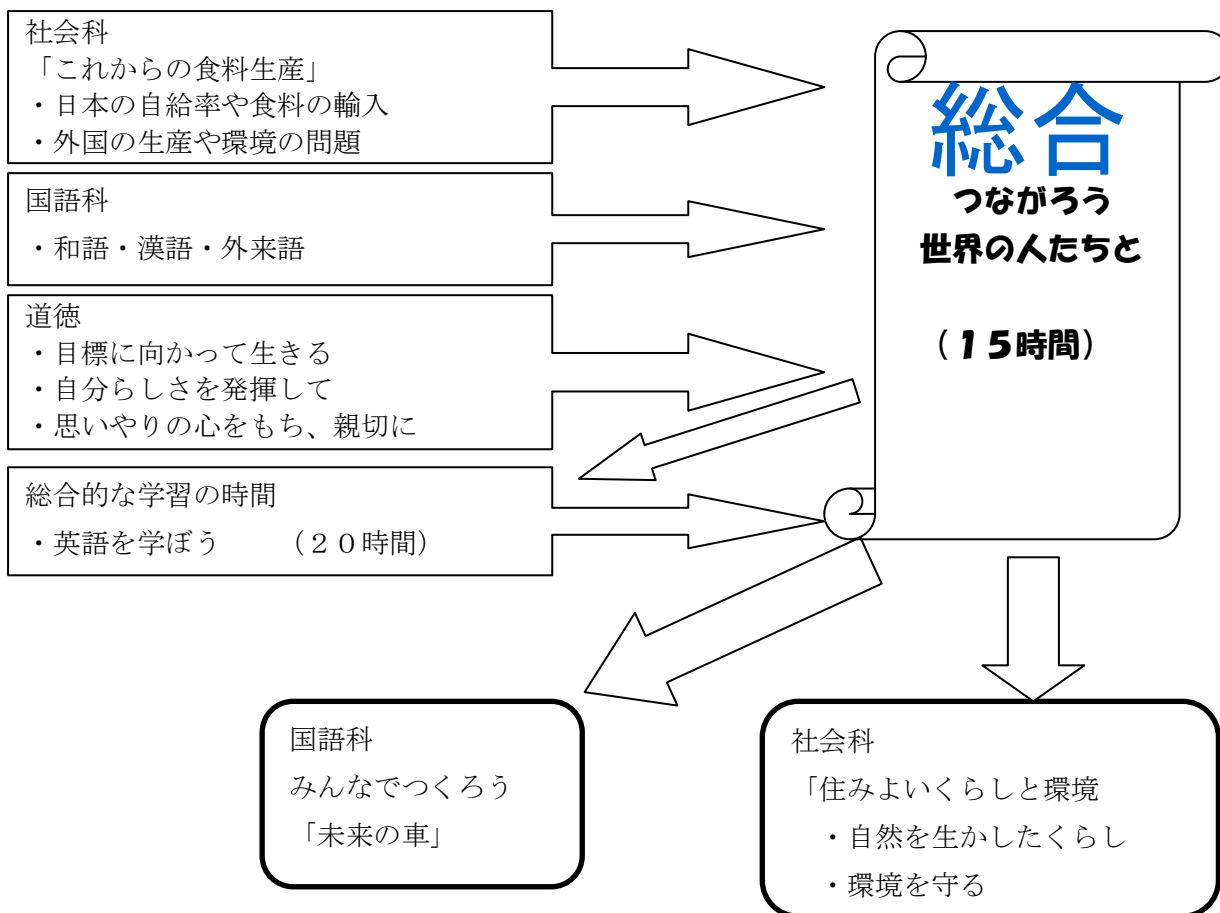 社会科
「これからの食料生産」
・日本の自給率や食料の輸入
・外国の生産や環境の問題
国語科
・和語・漢語・外来語
道徳
・目標に向かって生きる
・自分らしさを発揮して
・思いやりの心をもち、親切に
総合的な学習の時間
・英語を学ぼう　　（２０時間）
総合
つながろう
世界の人たちと
（１５時間）
国語科
みんなでつくろう
「未来の車」
社会科
「住みよいくらしと環境
・自然を生かしたくらし
・環境を守る